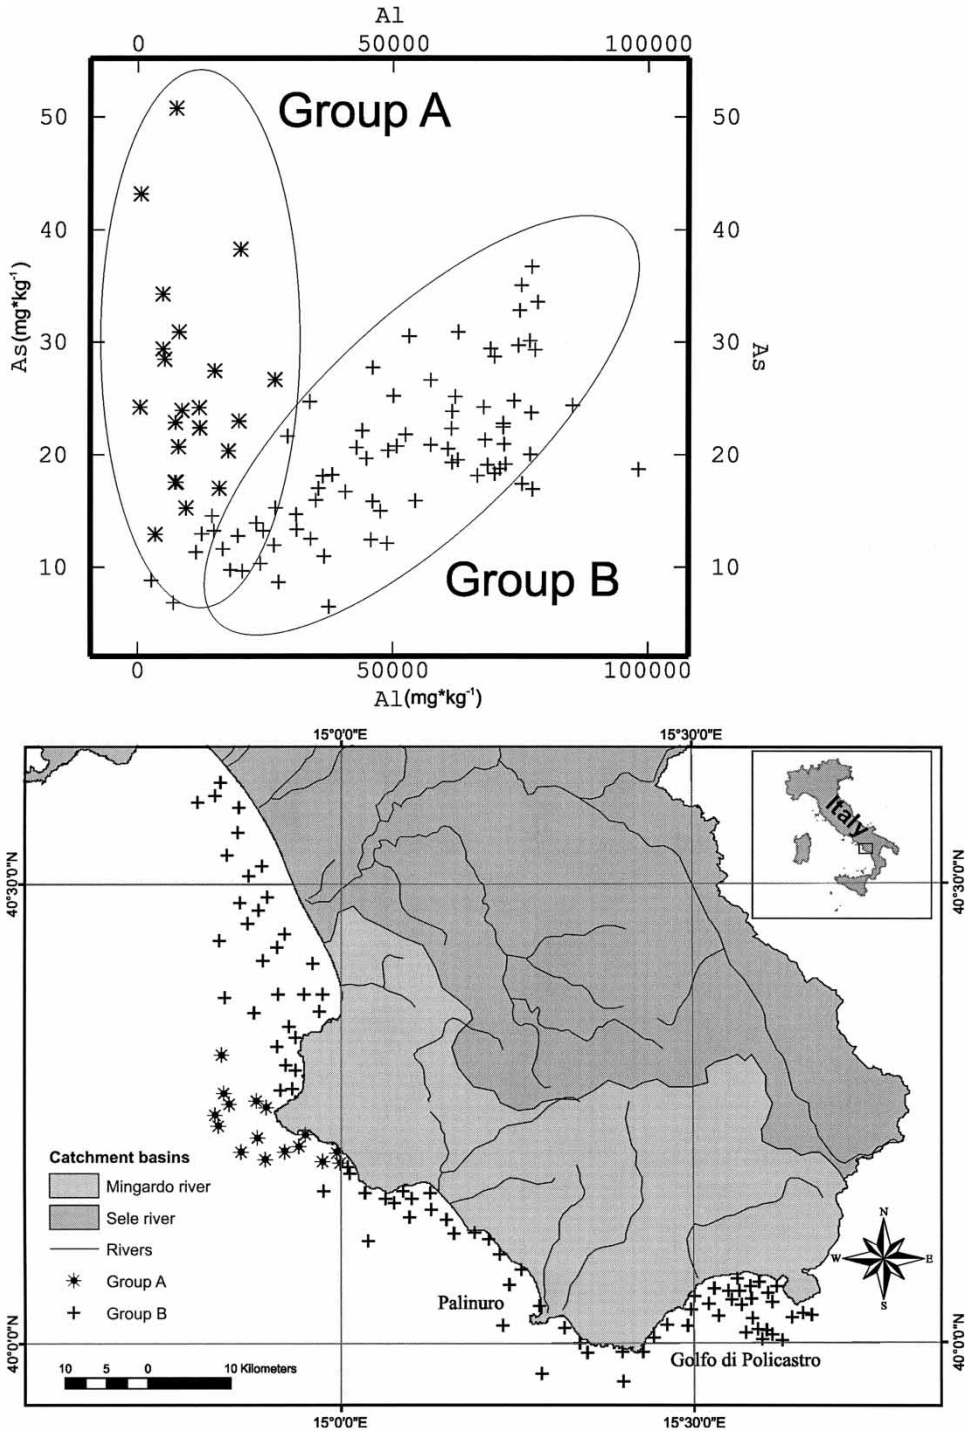 Al
0 50000 100000
Group A
50 50
40 40
As(mg*kg-1)
30 30
As
20 20
10 10
Group B
0 50000 100000
Al(mg*kg-1)
15°0'0"E 15°30'0"E
Italy
40°30'0"N 40°30'0"N
Catchment basins
Mingardo river
Sele river
Rivers
Group A
Group B
N
W E
S
Palinuro
40°0'0"N 40°0'0"N
Golfo di Policastro
10 5 0 10 Kilometers
15°0'0"E 15°30'0"E